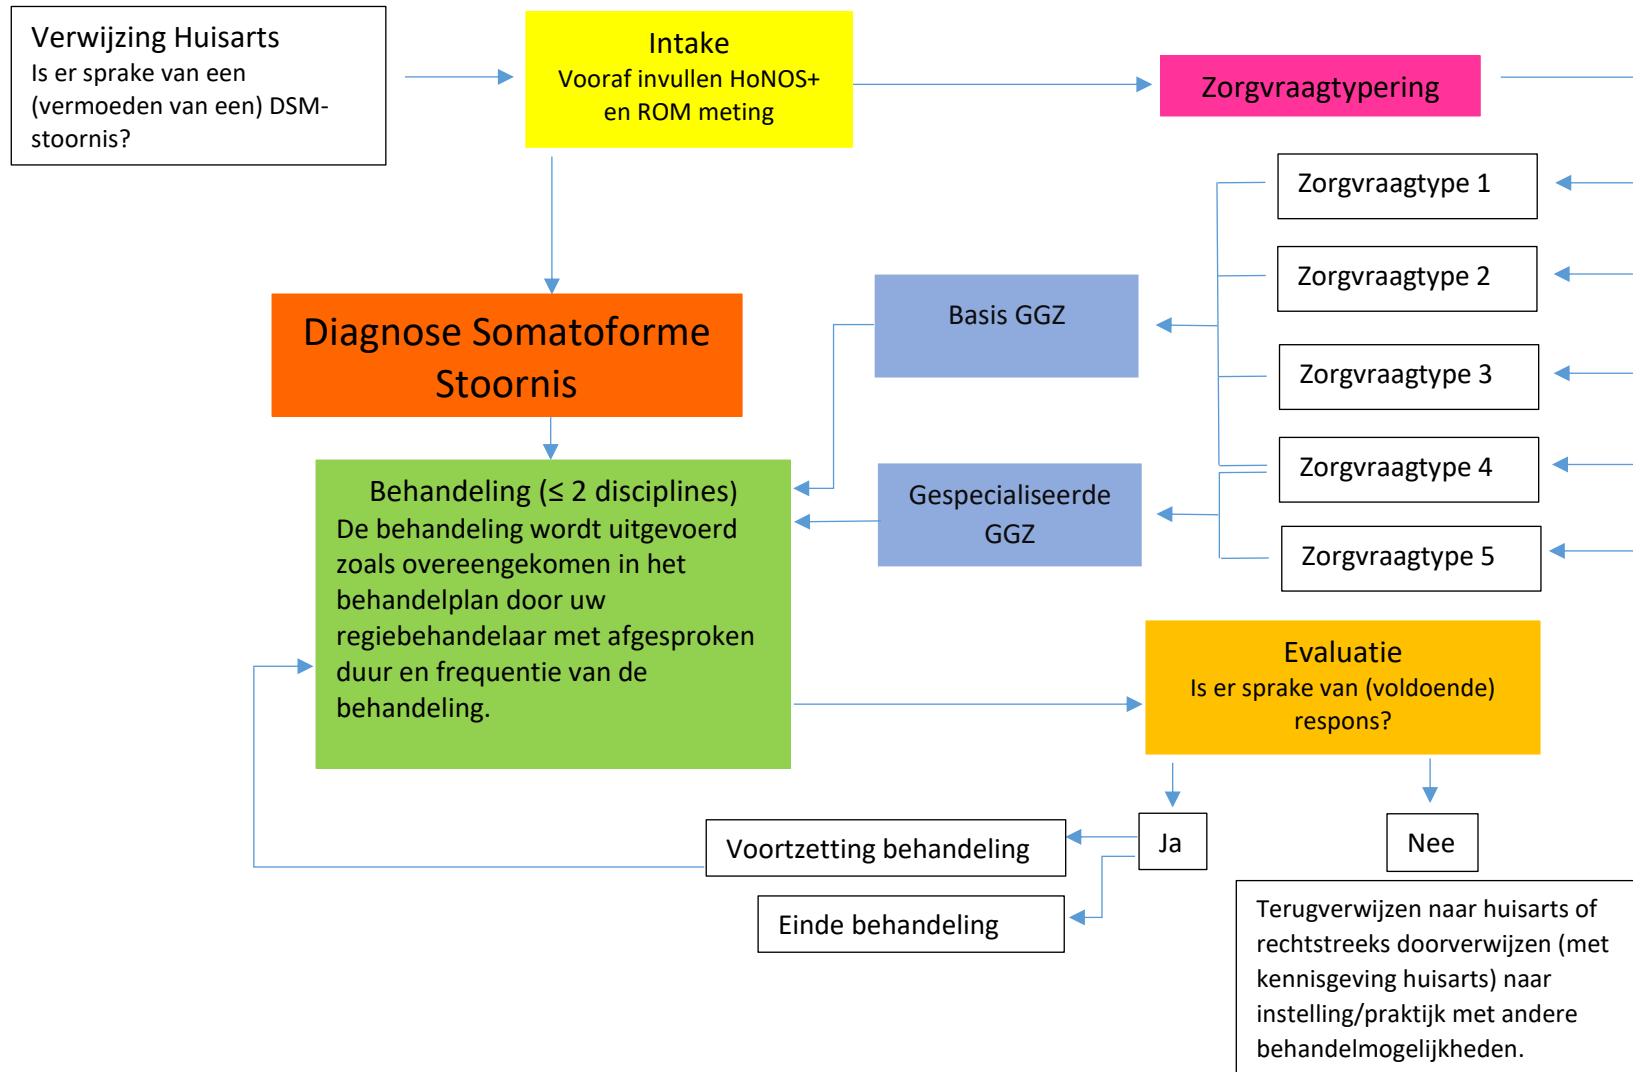 Verwijzing Huisarts
Is er sprake van een
(vermoeden van een) DSM-
stoornis?
Intake
Vooraf invullen HoNOS+
en ROM meting
Zorgvraagtypering
Zorgvraagtype 1
Zorgvraagtype 2
Zorgvraagtype 3
Zorgvraagtype 4
Zorgvraagtype 5
Basis GGZ
Gespecialiseerde
GGZ
Diagnose Somatoforme
Stoornis
Behandeling (≤ 2 disciplines)
De behandeling wordt uitgevoerd
zoals overeengekomen in het
behandelplan door uw
regiebehandelaar met afgesproken
duur en frequentie van de
behandeling.
Evaluatie
Is er sprake van (voldoende)
respons?
Ja
Nee
Voortzetting behandeling
Einde behandeling
Terugverwijzen naar huisarts of
rechtstreeks doorverwijzen (met
kennisgeving huisarts) naar
instelling/praktijk met andere
behandelmogelijkheden.